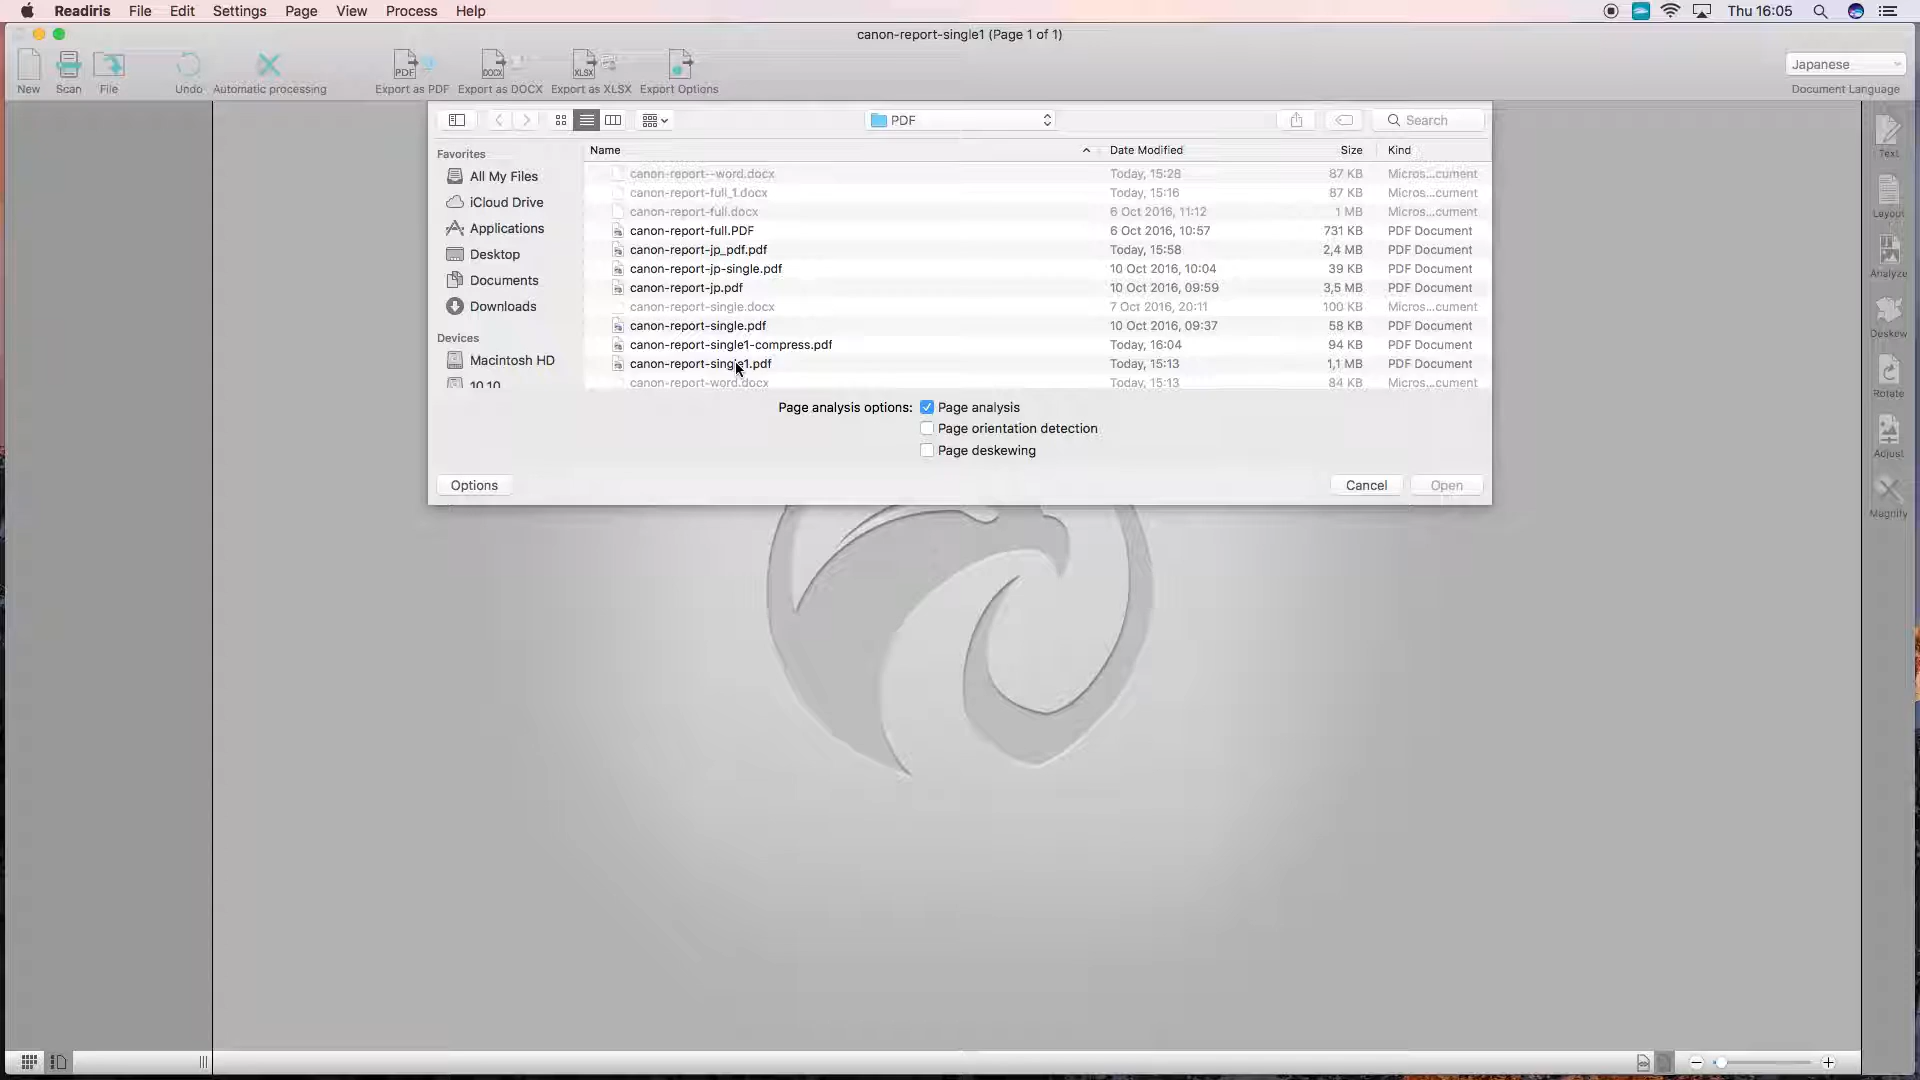 Readiris File Edit Settings Page View Process Help Thu 16:05
canon-report-single1 (Page 1 of 1)
New Scan File Undo Automatic processing Export as PDF Export as DOCX Export as XLSX Export Options
PDF DOCX XLSX
Japanese
Document Language
PDF
Search
Favorites
All My Files
iCloud Drive
Applications
Desktop
Documents
Downloads
Devices
Macintosh HD
10.10
Name Date Modified Size Kind
canon-report--word.docx Today, 15:28 87 KB Micros...cument
canon-report-full_1.docx Today, 15:16 87 KB Micros...cument
canon-report-full.docx 6 Oct 2016, 11:12 1 MB Micros...cument
canon-report-full.PDF 6 Oct 2016, 10:57 731 KB PDF Document
canon-report-jp_pdf.pdf Today, 15:58 2,4 MB PDF Document
canon-report-jp-single.pdf 10 Oct 2016, 10:04 39 KB PDF Document
canon-report-jp.pdf 10 Oct 2016, 09:59 3,5 MB PDF Document
canon-report-single.docx 7 Oct 2016, 20:11 100 KB Micros...cument
canon-report-single.pdf 10 Oct 2016, 09:37 58 KB PDF Document
canon-report-single1-compress.pdf Today, 16:04 94 KB PDF Document
canon-report-single1.pdf Today, 15:13 1,1 MB PDF Document
canon-report-word.docx Today, 15:13 84 KB Micros...cument
Page analysis options: Page analysis
Page orientation detection
Page deskewing
Options Cancel Open
Text
Layout
Analyze
Deskew
Rotate
Adjust
Magnify